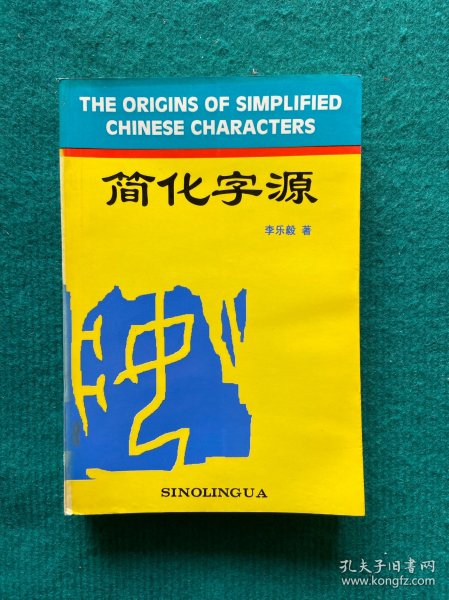 THE ORIGINS OF SIMPLIFIED
CHINESE CHARACTERS
简化字源
李乐毅 著
SINOLINGUA
孔夫子旧书网
www.kongfz.com